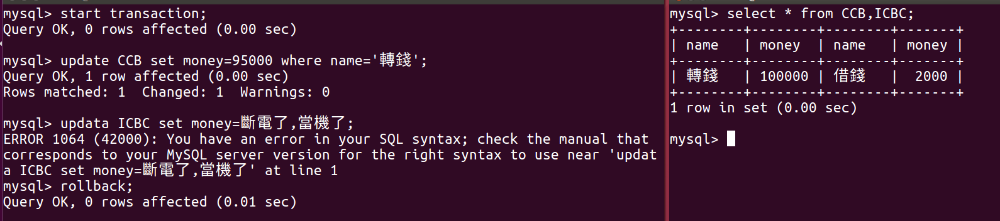 mysql> start transaction;
Query OK, 0 rows affected (0.00 sec)
mysql> update CCB set money=95000 where name='轉錢';
Query OK, 1 row affected (0.00 sec)
Rows matched: 1  Changed: 1  Warnings: 0
mysql> updata ICBC set money=斷電了,當機了;
ERROR 1064 (42000): You have an error in your SQL syntax; check the manual that
corresponds to your MySQL server version for the right syntax to use near 'updat
a ICBC set money=斷電了,當機了' at line 1
mysql> rollback;
Query OK, 0 rows affected (0.01 sec)
mysql> select * from CCB,ICBC;
+--------+--------+--------+-------+
| name   | money  | name   | money |
+--------+--------+--------+-------+
| 轉錢   | 100000 | 借錢   |  2000 |
+--------+--------+--------+-------+
1 row in set (0.00 sec)
mysql>